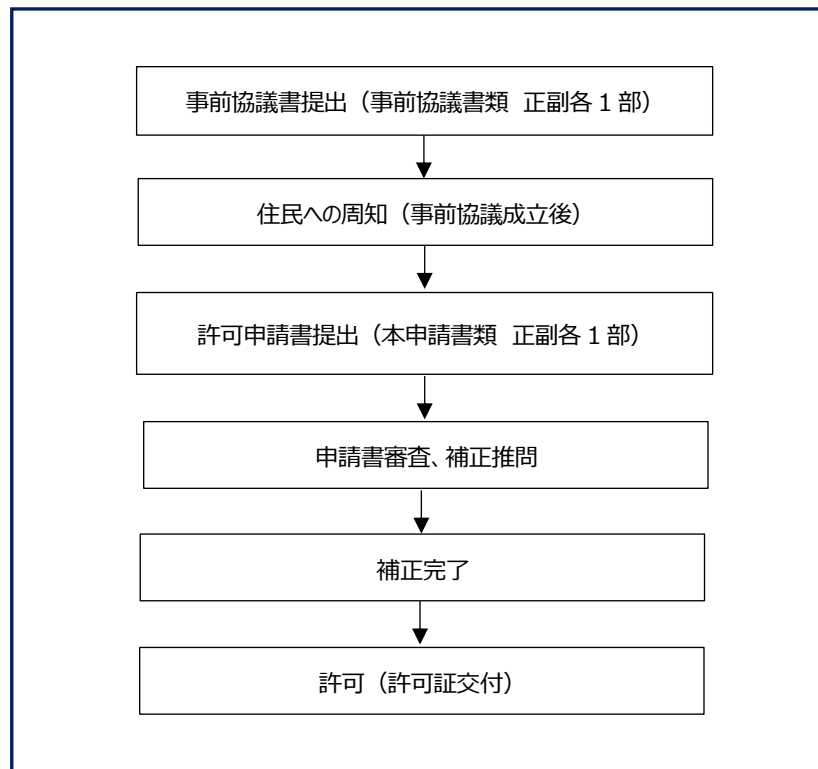 事前協議書提出（事前協議書類 正副各1部）
住民への周知（事前協議成立後）
許可申請書提出（本申請書類 正副各1部）
申請書審査、補正推問
補正完了
許可（許可証交付）